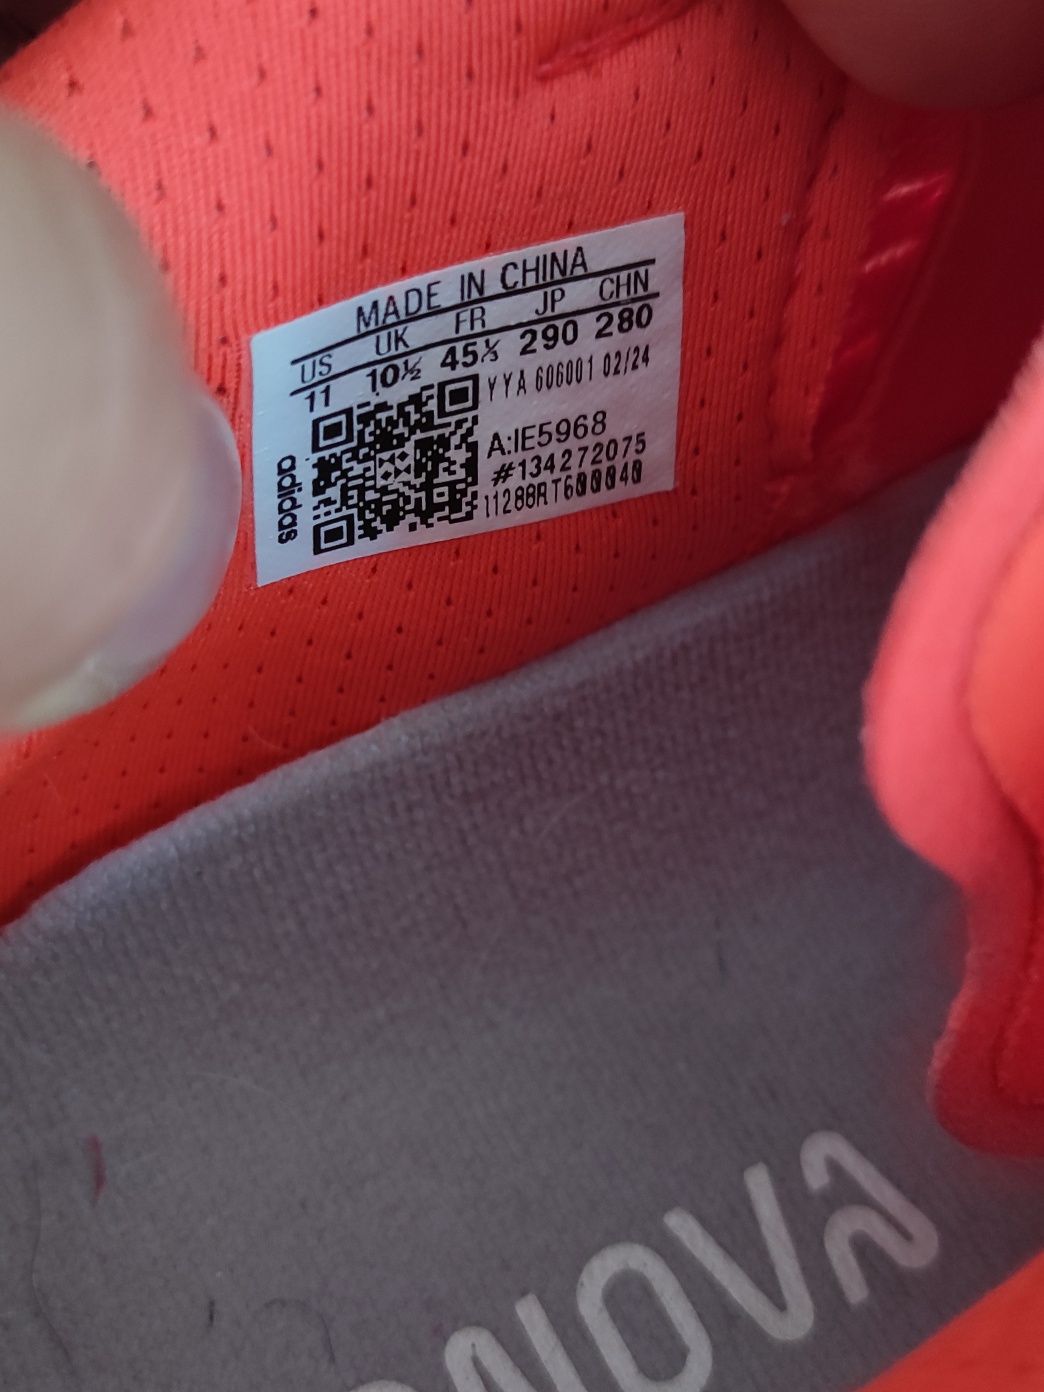 MADE IN CHINA
US UK FR JP CHN
11 10½ 45⅓ 290 280
YYA 606001 02/24
A:IE5968
#134272075
adidas
NOVA